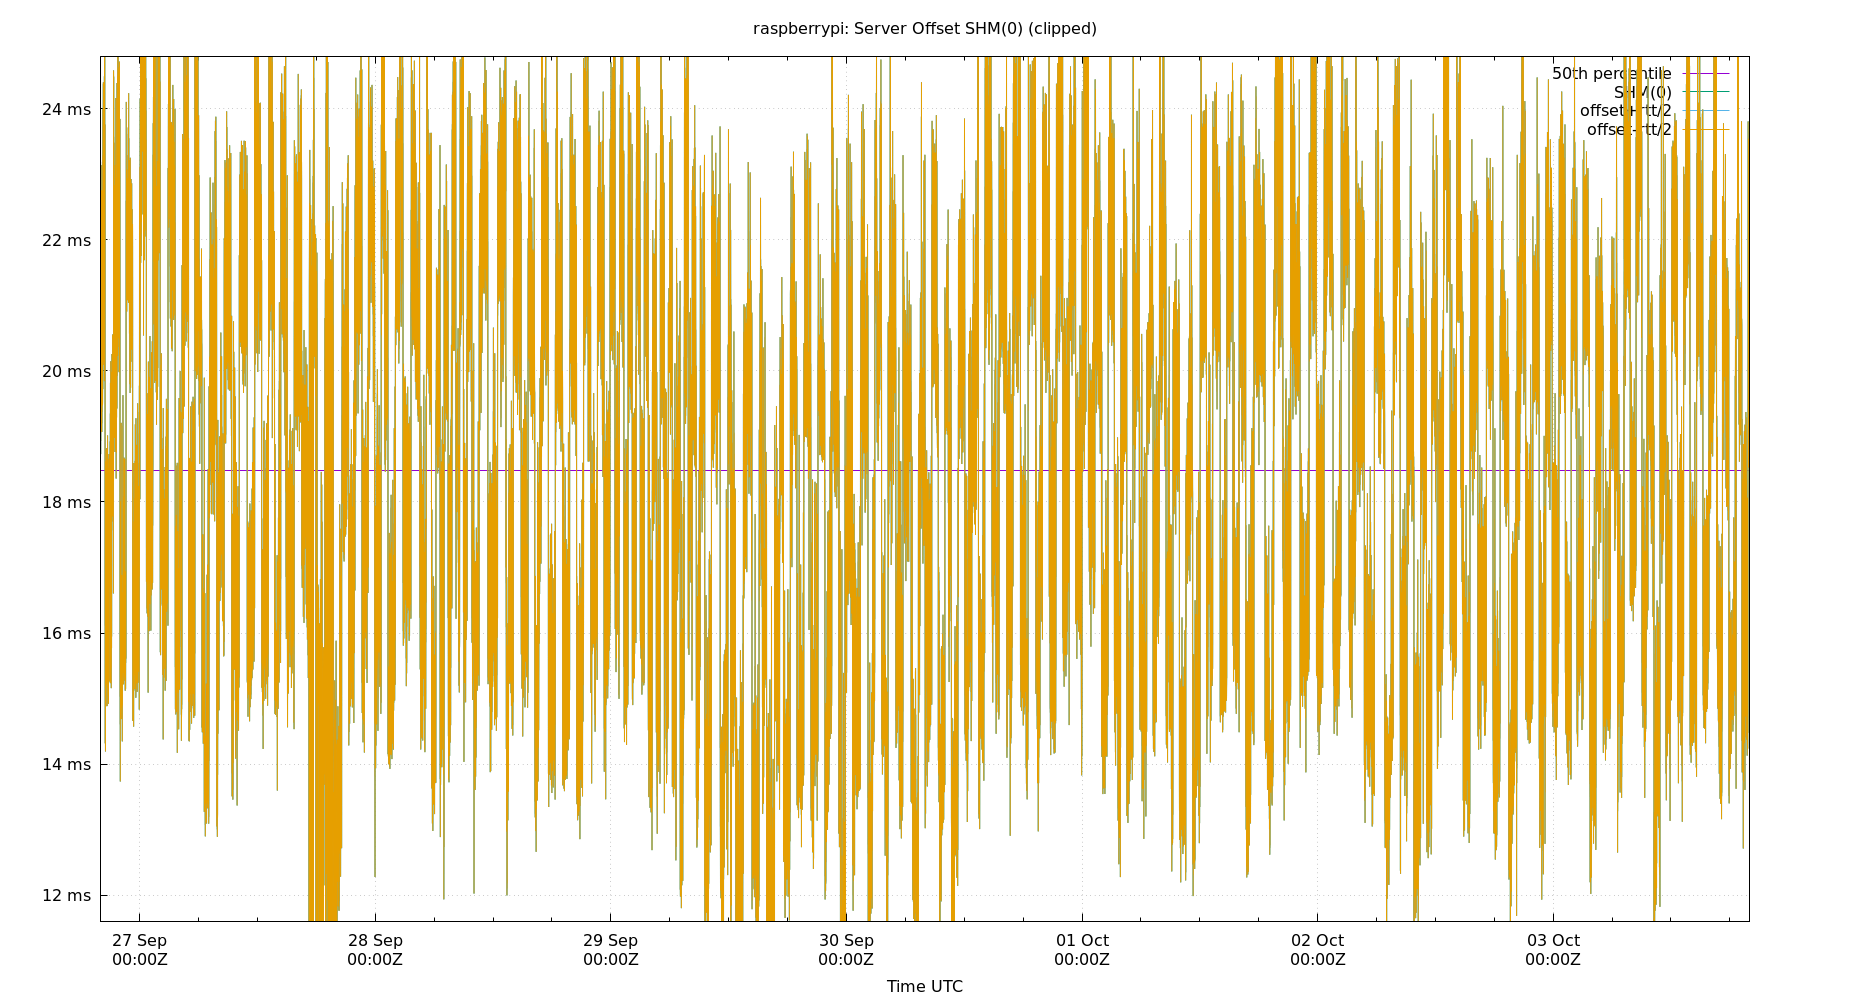 raspberrypi: Server Offset SHM(0) (clipped)
50th percentile
SHM(0)
offset+rtt/2
offset-rtt/2
24 ms
22 ms
20 ms
18 ms
16 ms
14 ms
12 ms
27 Sep
00:00Z
28 Sep
00:00Z
29 Sep
00:00Z
30 Sep
00:00Z
01 Oct
00:00Z
02 Oct
00:00Z
03 Oct
00:00Z
Time UTC